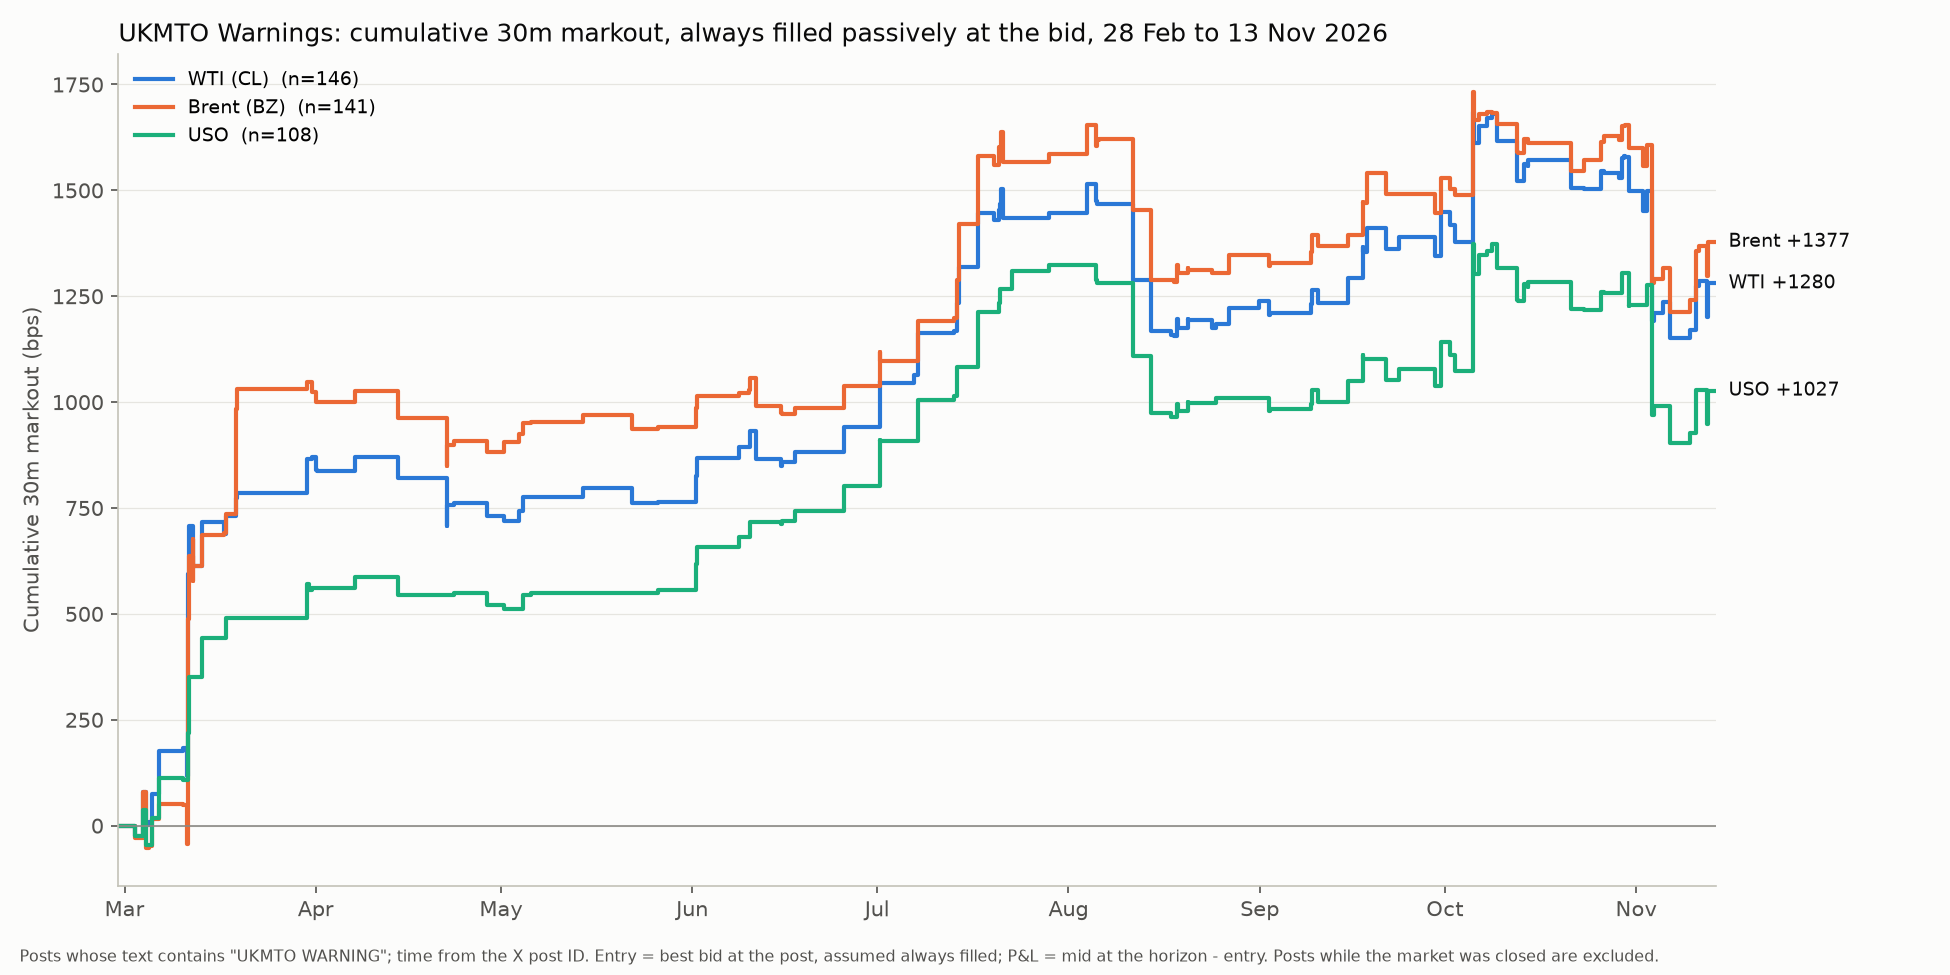 UKMTO Warnings: cumulative 30m markout, always filled passively at the bid, 28 Feb to 13 Nov 2026
WTI (CL)  (n=146)
Brent (BZ)  (n=141)
USO  (n=108)
Cumulative 30m markout (bps)
1750
1500
1250
1000
750
500
250
0
Brent +1377
WTI +1280
USO +1027
Mar Apr May Jun Jul Aug Sep Oct Nov
Posts whose text contains "UKMTO WARNING"; time from the X post ID. Entry = best bid at the post, assumed always filled; P&L = mid at the horizon - entry. Posts while the market was closed are excluded.